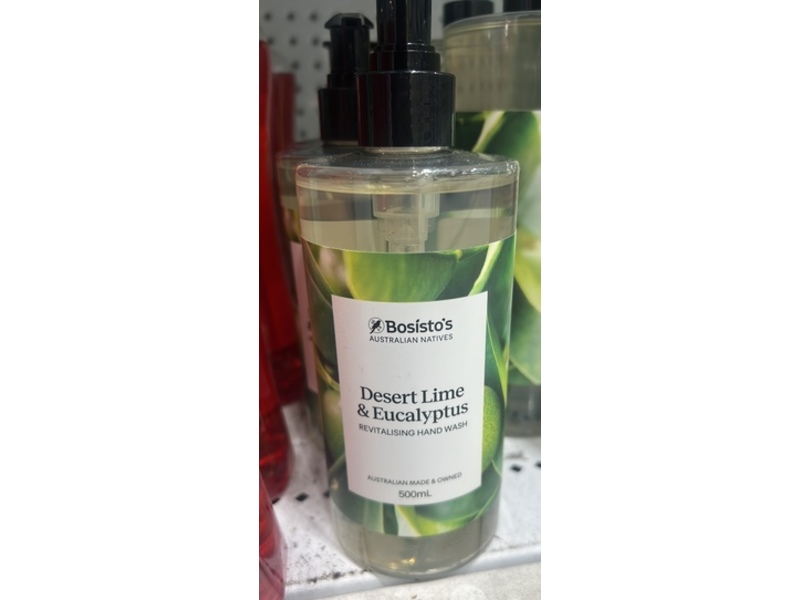 Bosisto's
AUSTRALIAN NATIVES
Desert Lime
& Eucalyptus
REVITALISING HAND WASH
AUSTRALIAN MADE & OWNED
500mL